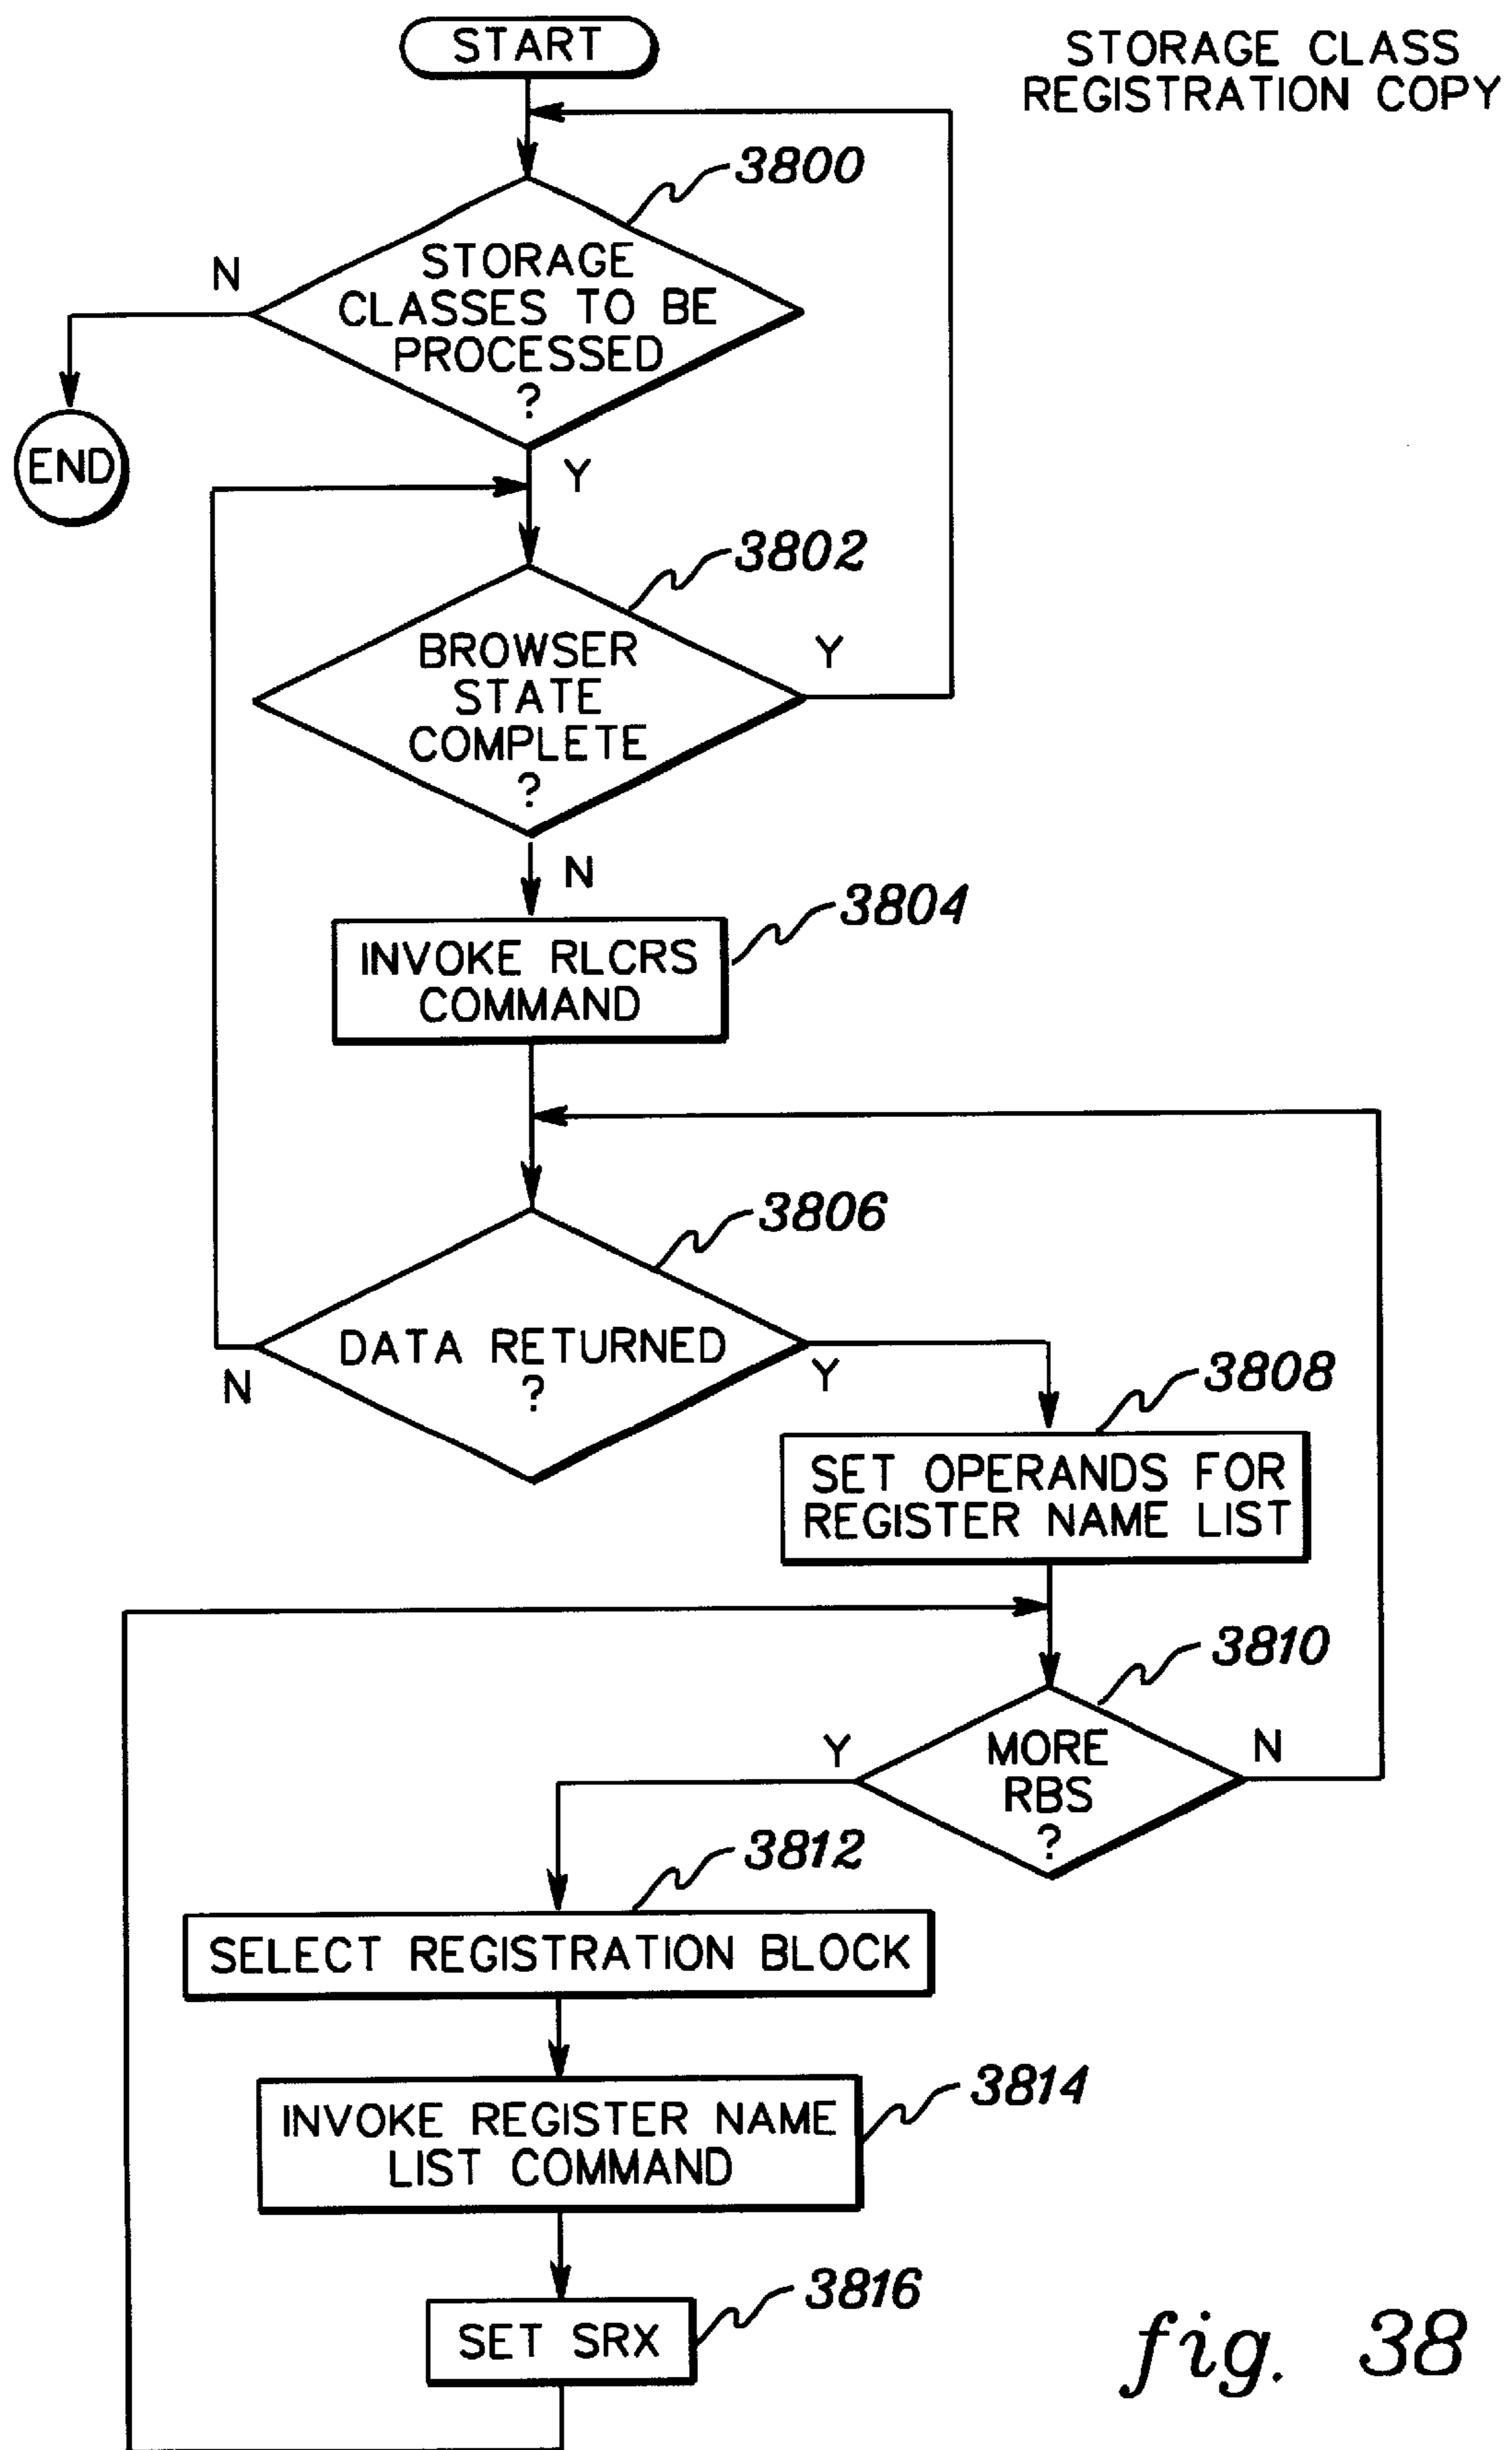 START
STORAGE CLASS
REGISTRATION COPY
3800
STORAGE
CLASSES TO BE
PROCESSED
?
N
END
Y
3802
BROWSER
STATE
COMPLETE
?
Y
N
3804
INVOKE RLCRS
COMMAND
3806
DATA RETURNED
?
N
Y
3808
SET OPERANDS FOR
REGISTER NAME LIST
3810
MORE
RBS
?
Y
N
3812
SELECT REGISTRATION BLOCK
3814
INVOKE REGISTER NAME
LIST COMMAND
3816
SET SRX
fig. 38